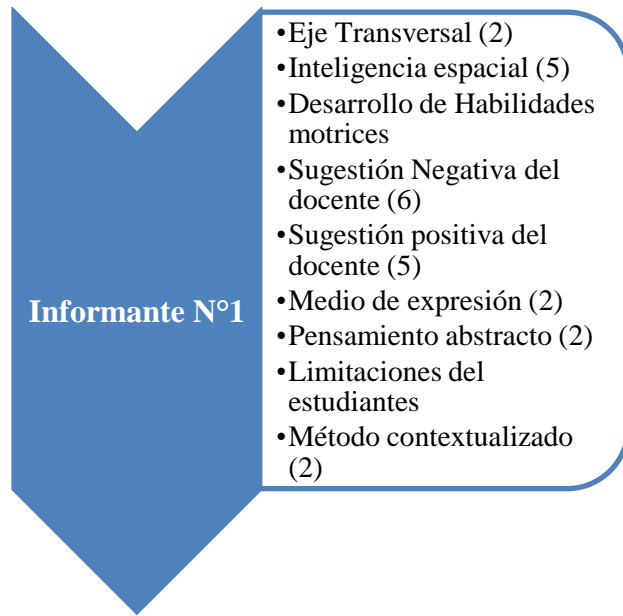 Informante N°1
•Eje Transversal (2)
•Inteligencia espacial (5)
•Desarrollo de Habilidades
motrices
•Sugestión Negativa del
docente (6)
•Sugestión positiva del
docente (5)
•Medio de expresión (2)
•Pensamiento abstracto (2)
•Limitaciones del
estudiantes
•Método contextualizado
(2)